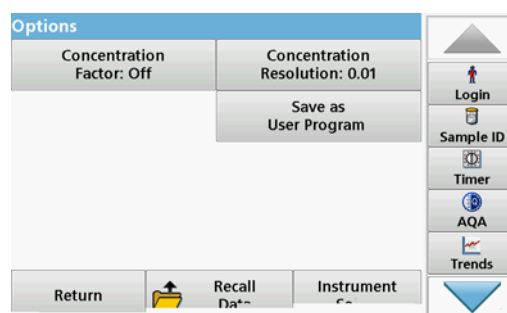 Options
Concentration
Factor: Off
Concentration
Resolution: 0.01
Save as
User Program
Login
Sample ID
Timer
AQA
Trends
Return
Recall
Data
Instrument